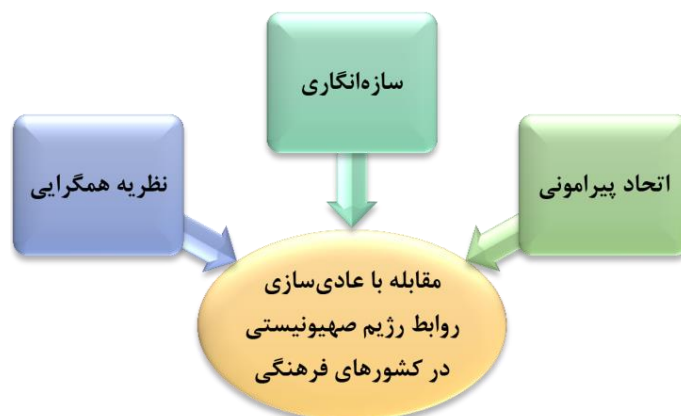 سازه‌انگاری
نظریه همگرایی
اتحاد پیرامونی
مقابله با عادی‌سازی
روابط رژیم صهیونیستی
در کشورهای فرهنگی